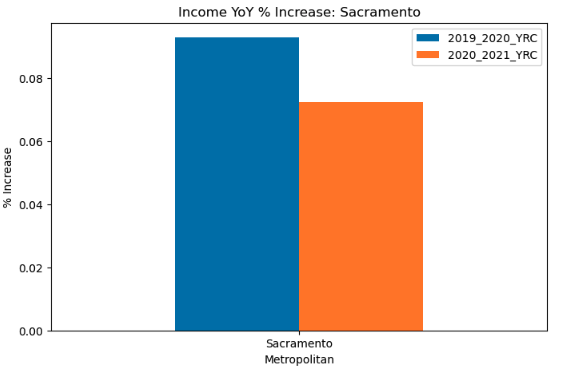 Income YoY % Increase: Sacramento
2019_2020_YRC
2020_2021_YRC
% Increase
0.08
0.06
0.04
0.02
0.00
Sacramento
Metropolitan